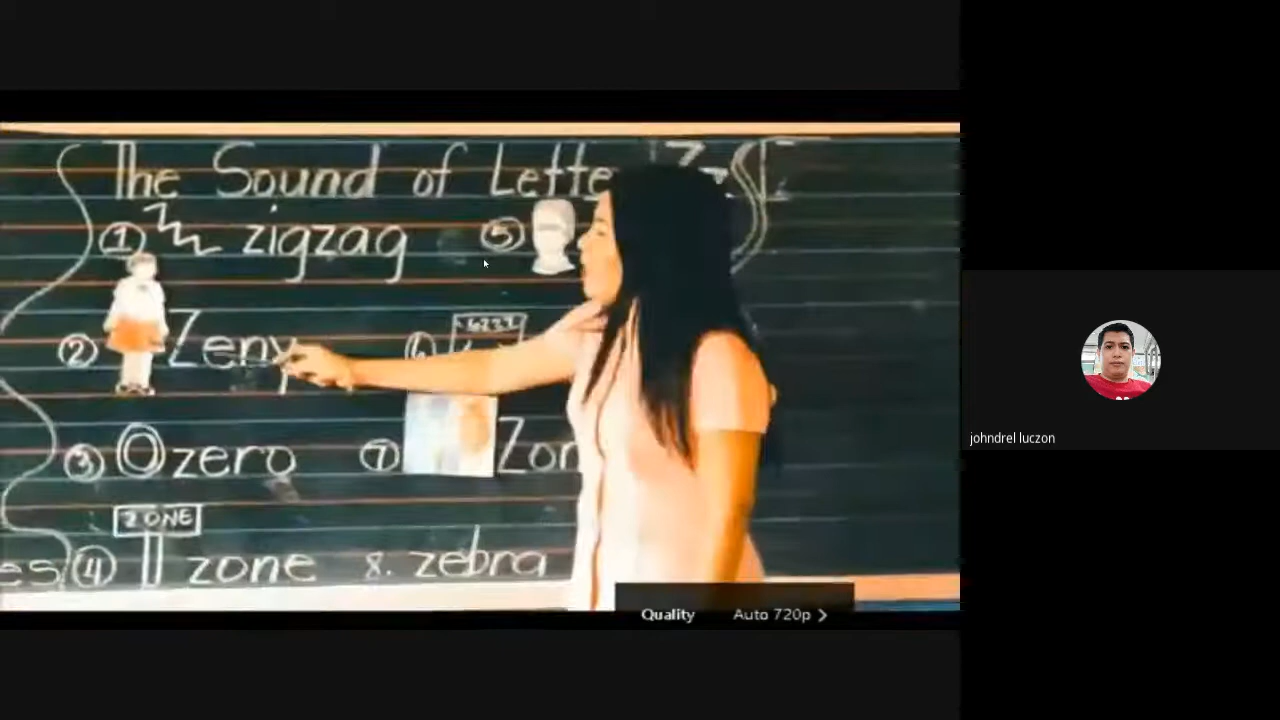 The Sound of Lette
1 zigzag 5
2 Zeny 6
3 0 zero 7 Zon
ZONE
es 4 zone 8. zebra
Quality Auto 720p
johndrel luczon